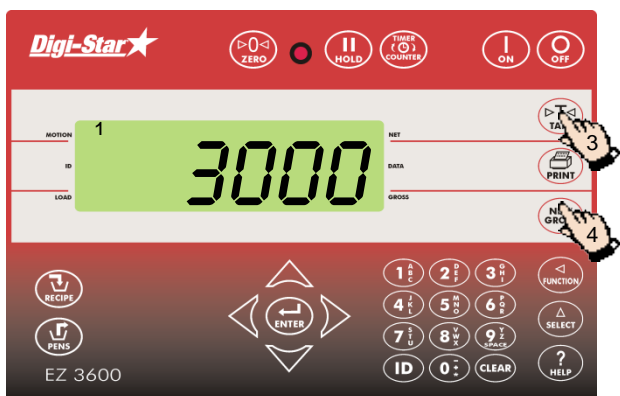 Digi-Star
▷0◁
ZERO
HOLD
TIMER
COUNTER
ON
OFF
MOTION
1
NET
3000
ID
DATA
LOAD
GROSS
3
PRINT
4
RECIPE
PENS
EZ 3600
ENTER
1 A B C
2 D E F
3 G H I
4 J K L
5 M N O
6 P Q R
7 S T U
8 V W X
9 Y Z
SPACE
ID
0 - . *
CLEAR
◁
FUNCTION
△
SELECT
?
HELP